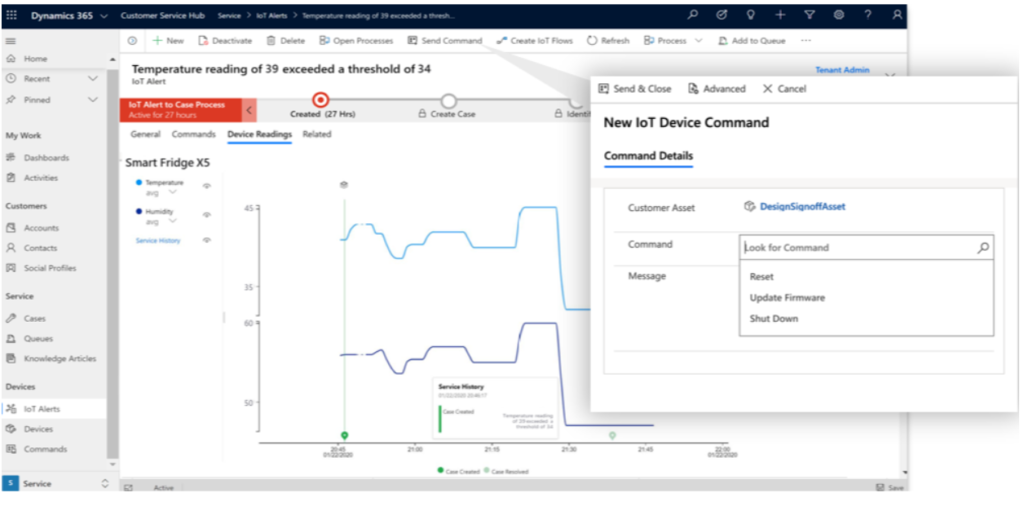 Dynamics 365
Customer Service Hub
Service > IoT Alerts > Temperature reading of 39 exceeded a thresh...
New
Deactivate
Delete
Open Processes
Send Command
Create IoT Flows
Refresh
Process
Add to Queue
...
Home
Recent
Pinned
My Work
Dashboards
Activities
Customers
Accounts
Contacts
Social Profiles
Service
Cases
Queues
Knowledge Articles
Devices
IoT Alerts
Devices
Commands
S Service
Temperature reading of 39 exceeded a threshold of 34
IoT Alert
Tenant Admin
IoT Alert to Case Process
Active for 27 hours
Created (27 Hrs)
Create Case
Identif
General Commands Device Readings Related
Smart Fridge X5
Temperature
avg
Humidity
avg
Service History
45
35
60
50
Service History
01/22/2020 20:46:17
Case Created
Temperature reading
of 39 exceeded a
threshold of 34
20:45
01/22/2020
21:00
21:15
21:30
21:45
22:00
01/22/2020
Case Created Case Resolved
Active
Save
Send & Close
Advanced
Cancel
New IoT Device Command
Command Details
Customer Asset
DesignSignoffAsset
Command
Look for Command
Message
Reset
Update Firmware
Shut Down